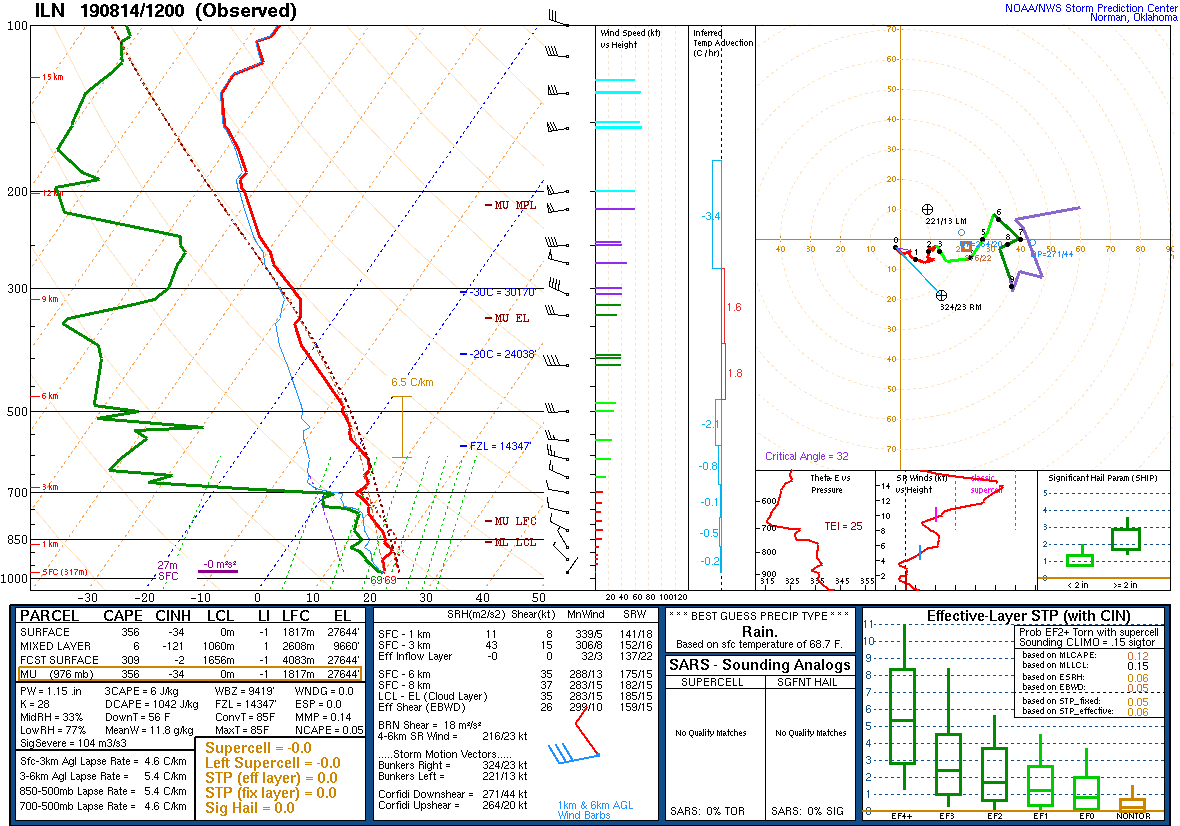 ILN 190814/1200 (Observed)
NOAA/NWS Storm Prediction Center
Norman, Oklahoma
100
15 km
12 km
200
MU MPL
300
9 km
-30C = 30170'
MU EL
-20C = 24038'
6.5 C/km
6 km
500
FZL = 14347'
3 km
700
MU LFC
850
1 km
ML LCL
27m
SFC
-0 m²s²
SFC (317m)
1000
69 69
-30 -20 -10 0 10 20 30 40 50
Wind Speed (kt)
vs Height
20 40 60 80 100 120
Inferred
Temp Advection
(C /hr)
-3.4
1.6
1.8
-2.1
-0.8
-0.1
-0.5
-0.2
70
60
50
40
30
20
10
40 30 20 10 10 20 30 40 50 60 70 80 90
10
20
30
40
50
60
70
221/13 LM
324/23 RM
DP=271/44
0 1 2 3 5 6 7 8 9
Critical Angle = 32
Theta-E vs
Pressure
600
700
800
900
TEI = 25
315 325 335 345 355
SR Winds (kt)
vs Height
classic
supercell
14
12
10
8
6
4
2
Significant Hail Param (SHIP)
5
4
3
2
1
0
< 2 in >= 2 in
PARCEL CAPE CINH LCL LI LFC EL
SURFACE 356 -34 0m -1 1817m 27644'
MIXED LAYER 6 -121 1060m 1 2608m 9660'
FCST SURFACE 309 -2 1656m -1 4083m 27644'
MU (976 mb) 356 -34 0m -1 1817m 27644'
PW = 1.15 .in 3CAPE = 6 J/kg WBZ = 9419' WNDG = 0.0
K = 28 DCAPE = 1042 J/kg FZL = 14347' ESP = 0.0
MidRH = 33% DownT = 56 F ConvT = 85F MMP = 0.14
LowRH = 77% MeanW = 11.8 g/kg MaxT = 85F NCAPE = 0.05
SigSevere = 104 m3/s3
Sfc-3km Agl Lapse Rate = 4.6 C/km
3-6km Agl Lapse Rate = 5.4 C/km
850-500mb Lapse Rate = 5.4 C/km
700-500mb Lapse Rate = 4.6 C/km
Supercell = -0.0
Left Supercell = -0.0
STP (eff layer) = 0.0
STP (fix layer) = 0.0
Sig Hail = 0.0
SRH(m2/s2) Shear(kt) MnWind SRW
SFC - 1 km 11 8 339/5 141/18
SFC - 3 km 43 15 306/8 152/16
Eff Inflow Layer -0 0 32/3 137/22
SFC - 6 km 35 288/13 175/15
SFC - 8 km 37 283/15 182/15
LCL - EL (Cloud Layer) 35 283/15 185/15
Eff Shear (EBWD) 26 299/10 159/15
BRN Shear = 18 m²/s²
4-6km SR Wind = 216/23 kt
.....Storm Motion Vectors.....
Bunkers Right = 324/23 kt
Bunkers Left = 221/13 kt
Corfidi Downshear = 271/44 kt
Corfidi Upshear = 264/20 kt
1km & 6km AGL
Wind Barbs
* * * BEST GUESS PRECIP TYPE * * *
Rain.
Based on sfc temperature of 68.7 F.
SARS - Sounding Analogs
SUPERCELL SGFNT HAIL
No Quality Matches No Quality Matches
SARS: 0% TOR SARS: 0% SIG
Effective-Layer STP (with CIN)
11
10
9
8
7
6
5
4
3
2
1
0
Prob EF2+ Torn with supercell
Sounding CLIMO = .15 sigtor
based on MLCAPE: 0.12
based on MLLCL: 0.15
based on ESRH: 0.06
based on EBWD: 0.05
based on STP_fixed: 0.05
based on STP_effective: 0.06
EF4+ EF3 EF2 EF1 EF0 NONTOR